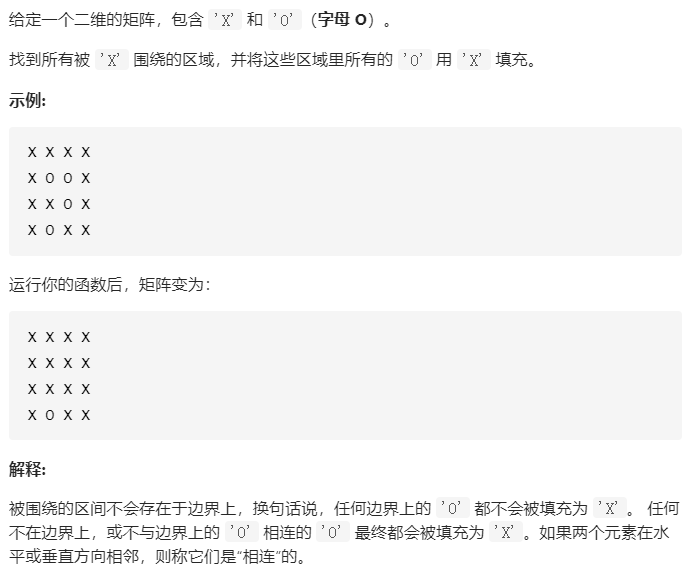 给定一个二维的矩阵，包含 'X' 和 'O'（字母 O）。
找到所有被 'X' 围绕的区域，并将这些区域里所有的 'O' 用 'X' 填充。
示例:
X X X X
X O O X
X X O X
X O X X
运行你的函数后，矩阵变为：
X X X X
X X X X
X X X X
X O X X
解释:
被围绕的区间不会存在于边界上，换句话说，任何边界上的 'O' 都不会被填充为 'X'。 任何
不在边界上，或不与边界上的 'O' 相连的 'O' 最终都会被填充为 'X'。如果两个元素在水
平或垂直方向相邻，则称它们是“相连”的。